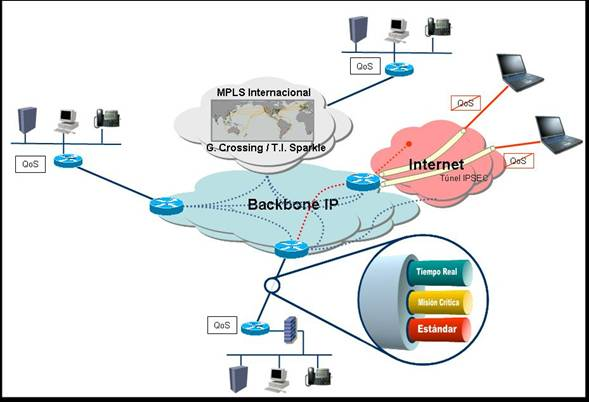 QoS
MPLS Internacional
G. Crossing / T.I. Sparkle
QoS
QoS
Internet
Túnel IPSEC
QoS
Backbone IP
Tiempo Real
Misión Crítica
Estándar
QoS